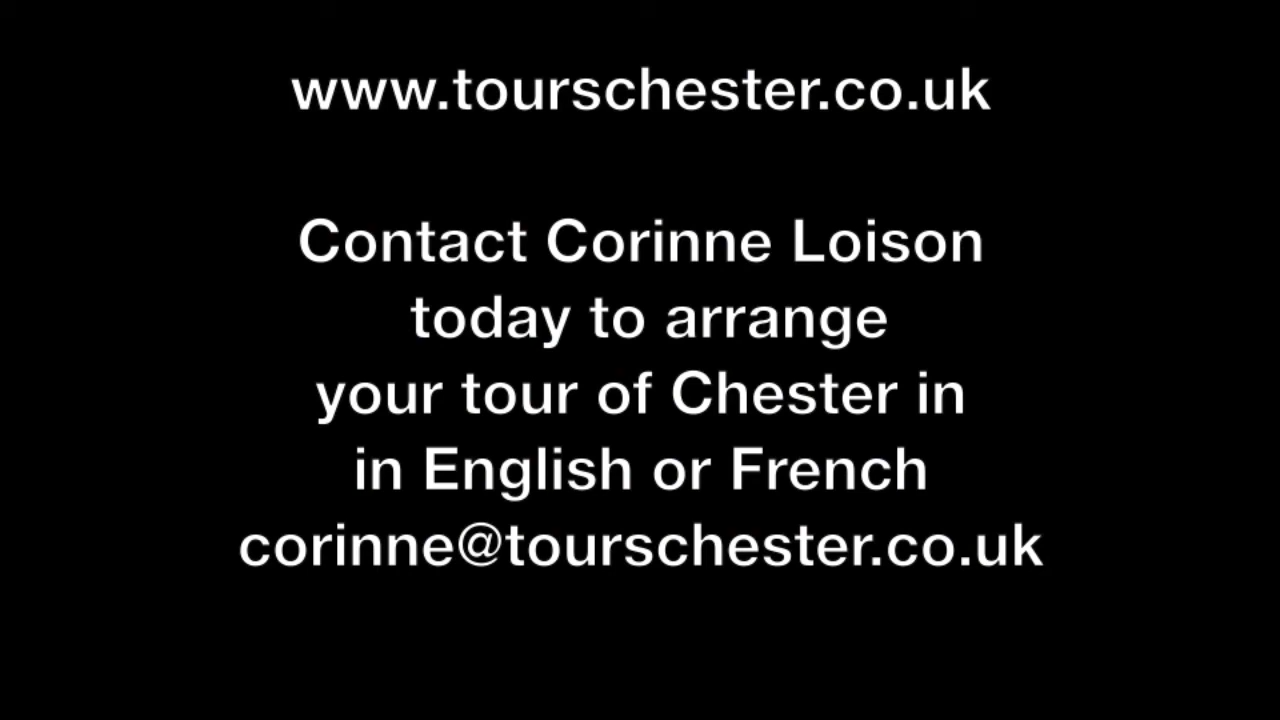 www.tourschester.co.uk
Contact Corinne Loison
today to arrange
your tour of Chester in
in English or French
corinne@tourschester.co.uk